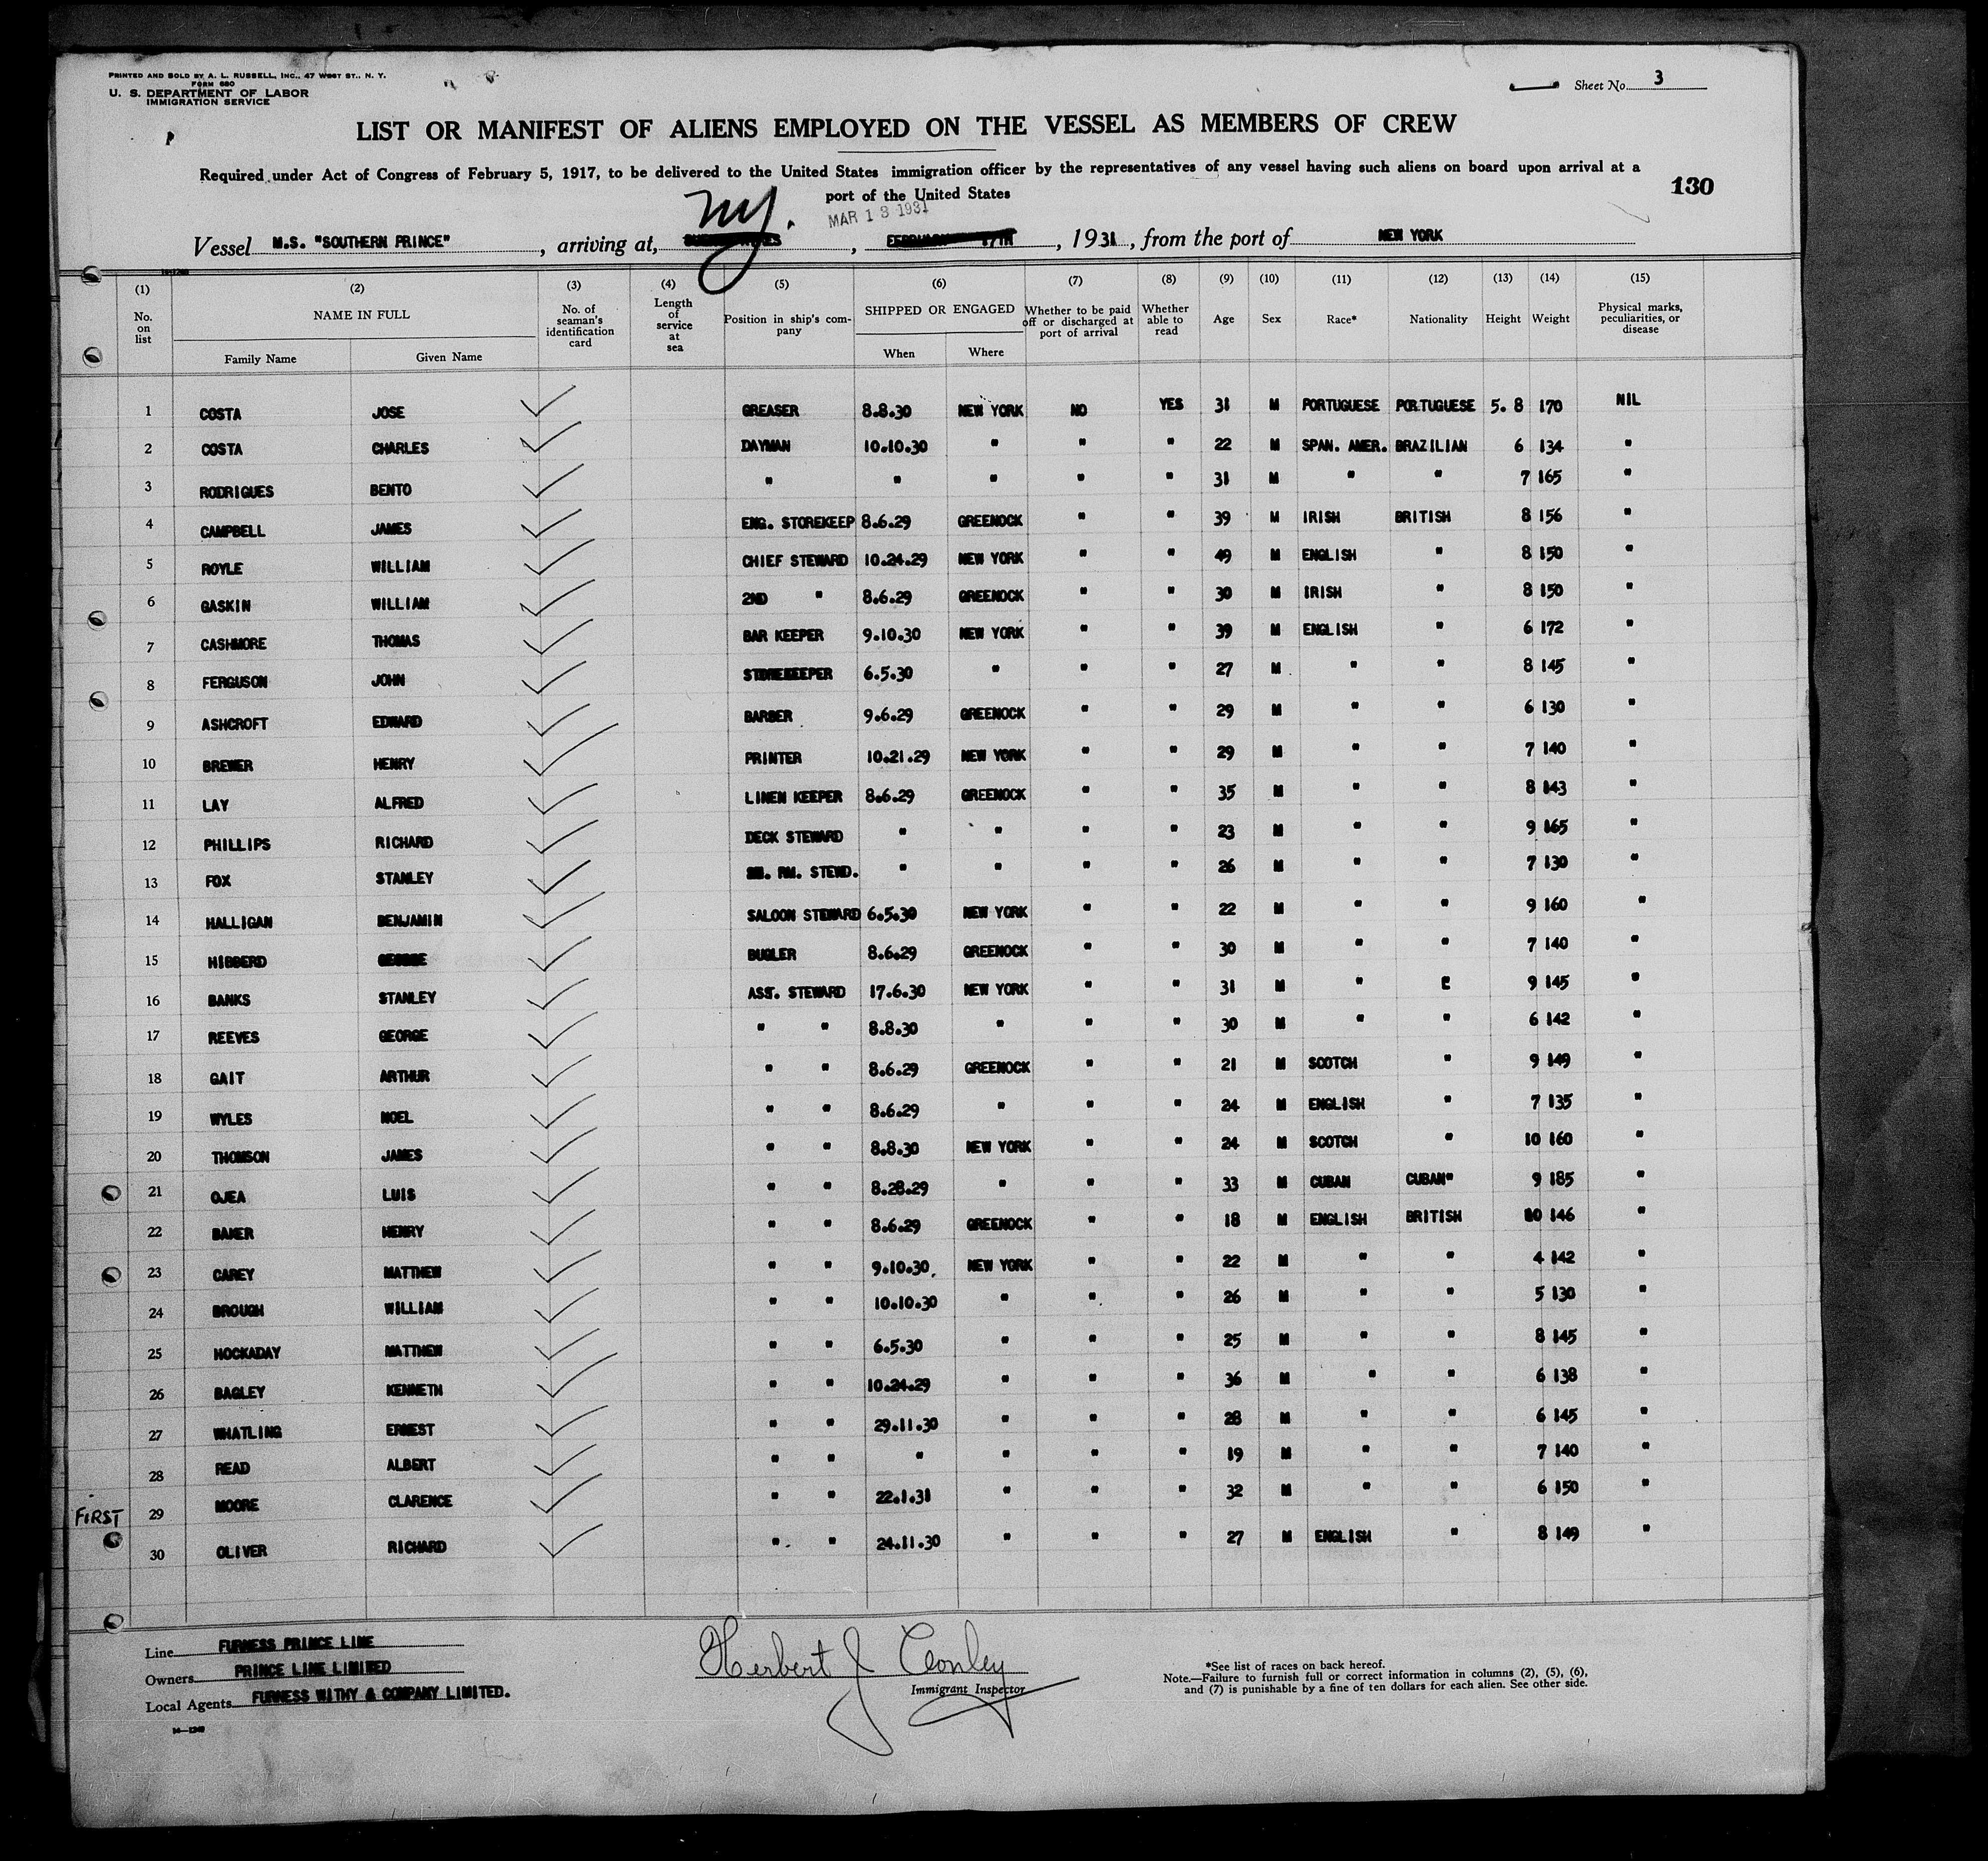 PRINTED AND SOLD BY A. L. RUSSELL, INC., 47 WEST ST., N. Y.
FORM 680
U. S. DEPARTMENT OF LABOR
IMMIGRATION SERVICE
Sheet No. 3
LIST OR MANIFEST OF ALIENS EMPLOYED ON THE VESSEL AS MEMBERS OF CREW
Required under Act of Congress of February 5, 1917, to be delivered to the United States immigration officer by the representatives of any vessel having such aliens on board upon arrival at a
port of the United States
130
NY. MAR 13 1931
Vessel M.S. "SOUTHERN PRINCE", arriving at, , FEBRUARY 17TH, 1931, from the port of NEW YORK
(1) (2) (3) (4) (5) (6) (7) (8) (9) (10) (11) (12) (13) (14) (15)
No. on list NAME IN FULL Family Name Given Name No. of seaman's identification card Length of service at sea Position in ship's company SHIPPED OR ENGAGED When Where Whether to be paid off or discharged at port of arrival Whether able to read Age Sex Race* Nationality Height Weight Physical marks, peculiarities, or disease
1 COSTA JOSE GREASER 8.8.30 NEW YORK NO YES 31 M PORTUGUESE PORTUGUESE 5.8 170 NIL
2 COSTA CHARLES DAYMAN 10.10.30 " " " 22 M SPAN. AMER. BRAZILIAN 6 134 "
3 RODRIGUES BENTO " " " " " 31 M " " 7 165 "
4 CAMPBELL JAMES ENG. STOREKEEP 8.6.29 GREENOCK " " 39 M IRISH BRITISH 8 156 "
5 ROYLE WILLIAM CHIEF STEWARD 10.24.29 NEW YORK " " 49 M ENGLISH " 8 150 "
6 GASKIN WILLIAM 2ND " 8.6.29 GREENOCK " " 30 M IRISH " 8 150 "
7 CASHMORE THOMAS BAR KEEPER 9.10.30 NEW YORK " " 39 M ENGLISH " 6 172 "
8 FERGUSON JOHN STOREKEEPER 6.5.30 " " " 27 M " " 8 145 "
9 ASHCROFT EDWARD BARBER 9.6.29 GREENOCK " " 29 M " " 6 130 "
10 BREWER HENRY PRINTER 10.21.29 NEW YORK " " 29 M " " 7 140 "
11 LAY ALFRED LINEN KEEPER 8.6.29 GREENOCK " " 35 M " " 8 143 "
12 PHILLIPS RICHARD DECK STEWARD " " " " 23 M " " 9 165 "
13 FOX STANLEY SM. RM. STEWD. " " " " 26 M " " 7 130 "
14 HALLIGAN BENJAMIN SALOON STEWARD 6.5.30 NEW YORK " " 22 M " " 9 160 "
15 HIBBERD GEORGE BUGLER 8.6.29 GREENOCK " " 30 M " " 7 140 "
16 BANKS STANLEY ASST. STEWARD 17.6.30 NEW YORK " " 31 M " " 9 145 "
17 REEVES GEORGE " " 8.8.30 " " " 30 M " " 6 142 "
18 GAIT ARTHUR " " 8.6.29 GREENOCK " " 21 M SCOTCH " 9 149 "
19 WYLES NOEL " " 8.6.29 " " " 24 M ENGLISH " 7 135 "
20 THOMSON JAMES " " 8.8.30 NEW YORK " " 24 M SCOTCH " 10 160 "
21 OJEA LUIS " " 8.28.29 " " " 33 M CUBAN CUBAN" 9 185 "
22 BAKER HENRY " " 8.6.29 GREENOCK " " 18 M ENGLISH BRITISH 10 146 "
23 CAREY MATTHEW " " 9.10.30. NEW YORK " " 22 M " " 4 142 "
24 BROUGH WILLIAM " " 10.10.30 " " " 26 M " " 5 130 "
25 HOCKADAY MATTHEW " " 6.5.30 " " " 25 M " " 8 145 "
26 BAGLEY KENNETH " " 10.24.29 " " " 36 M " " 6 138 "
27 WHATLING ERNEST " " 29.11.30 " " " 28 M " " 6 145 "
28 READ ALBERT " " " " " " 19 M " " 7 140 "
FIRST 29 MOORE CLARENCE " " 22.1.31 " " " 32 M " " 6 150 "
30 OLIVER RICHARD " " 24.11.30 " " " 27 M ENGLISH " 8 149 "
Line FURNESS PRINCE LINE
Owners PRINCE LINE LIMITED
Local Agents FURNESS WITHY & COMPANY LIMITED.
14—1240
Herbert J Conley
Immigrant Inspector
*See list of races on back hereof.
Note.—Failure to furnish full or correct information in columns (2), (5), (6),
and (7) is punishable by a fine of ten dollars for each alien. See other side.